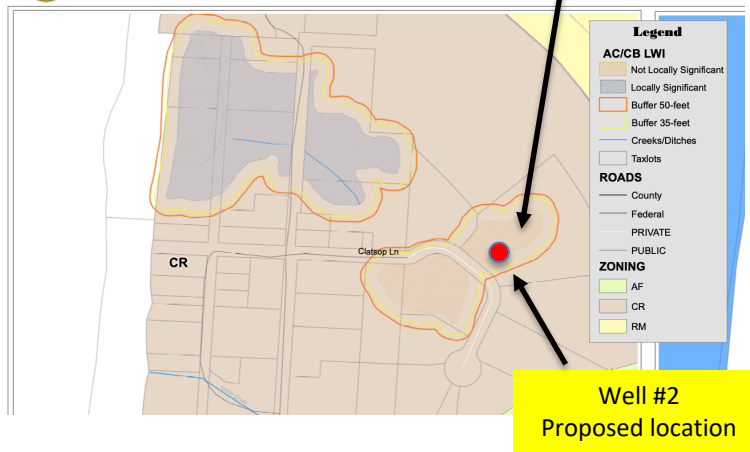 Legend
AC/CB LWI
Not Locally Significant
Locally Significant
Buffer 50-feet
Buffer 35-feet
Creeks/Ditches
Taxlots
ROADS
County
Federal
PRIVATE
PUBLIC
ZONING
AF
CR
RM
Clatsop Ln
CR
Well #2
Proposed location